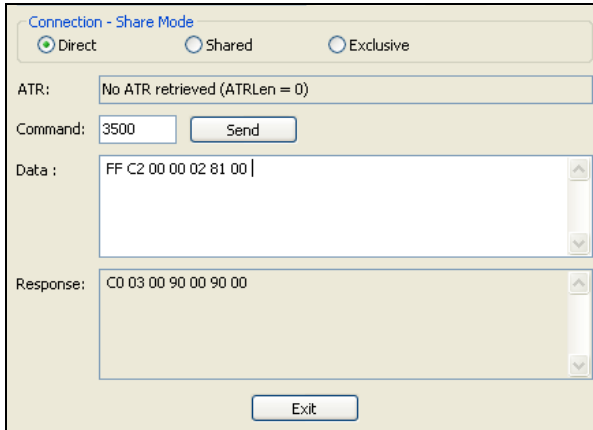 Connection - Share Mode
Direct Shared Exclusive
ATR: No ATR retrieved (ATRLen = 0)
Command: 3500 Send
Data : FF C2 00 00 02 81 00
Response: C0 03 00 90 00 90 00
Exit